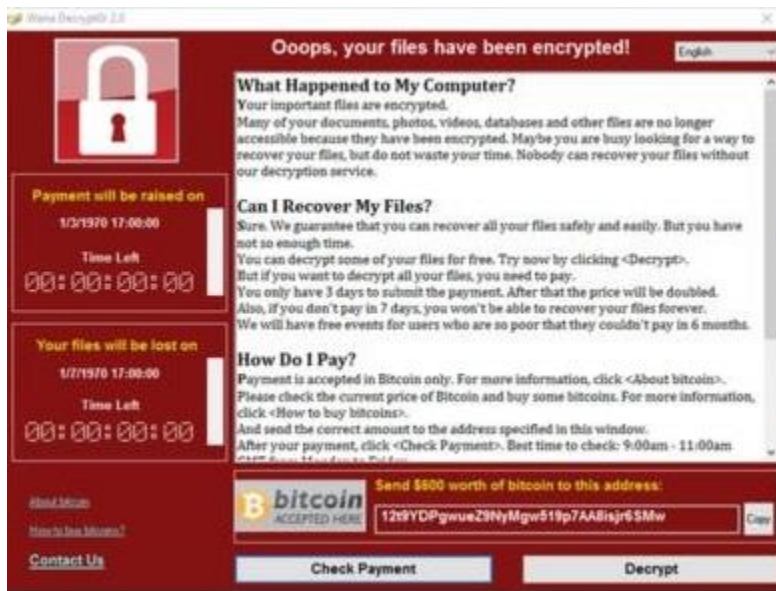 Wana Decrypt0r 2.0
Ooops, your files have been encrypted!
English
What Happened to My Computer?
Your important files are encrypted.
Many of your documents, photos, videos, databases and other files are no longer
accessible because they have been encrypted. Maybe you are busy looking for a way to
recover your files, but do not waste your time. Nobody can recover your files without
our decryption service.
Can I Recover My Files?
Sure. We guarantee that you can recover all your files safely and easily. But you have
not so enough time.
You can decrypt some of your files for free. Try now by clicking <Decrypt>.
But if you want to decrypt all your files, you need to pay.
You only have 3 days to submit the payment. After that the price will be doubled.
Also, if you don't pay in 7 days, you won't be able to recover your files forever.
We will have free events for users who are so poor that they couldn't pay in 6 months.
How Do I Pay?
Payment is accepted in Bitcoin only. For more information, click <About bitcoin>.
Please check the current price of Bitcoin and buy some bitcoins. For more information,
click <How to buy bitcoins>.
And send the correct amount to the address specified in this window.
After your payment, click <Check Payment>. Best time to check: 9:00am - 11:00am
GMT from Monday to Friday.
Payment will be raised on
1/3/1970 17:00:00
Time Left
00:00:00:00
Your files will be lost on
1/7/1970 17:00:00
Time Left
00:00:00:00
About bitcoin
How to buy bitcoins?
Contact Us
bitcoin
ACCEPTED HERE
Send $600 worth of bitcoin to this address:
12t9YDPgwueZ9NyMgw519p7AA8isjr6SMw
Copy
Check Payment
Decrypt